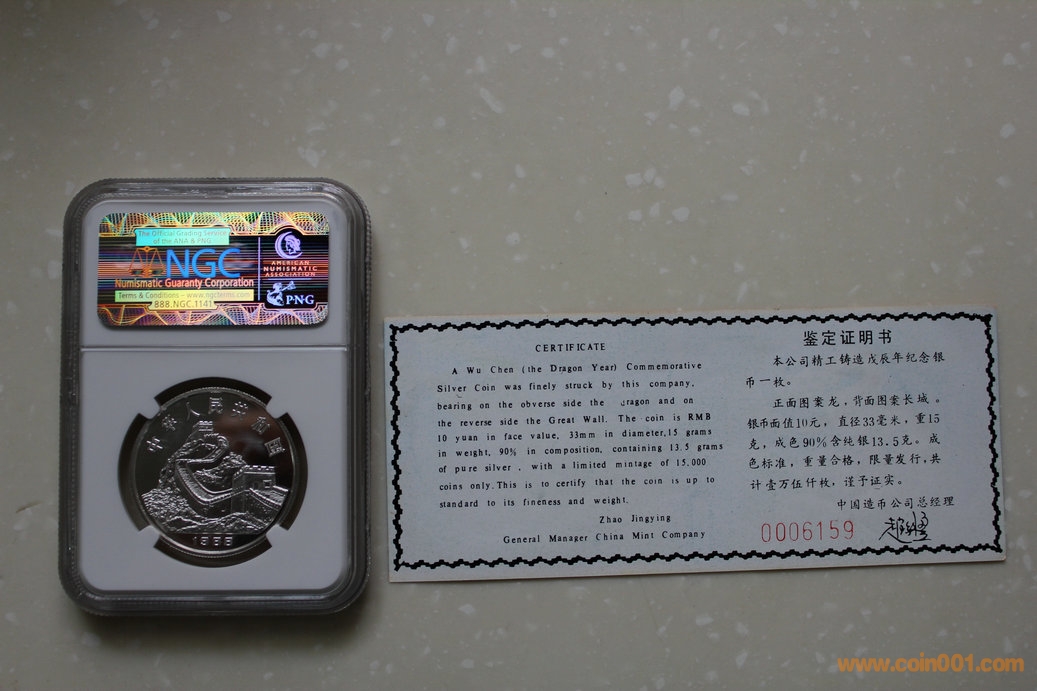 The Official Grading Service
of the ANA & PNG
NGC
Numismatic Guaranty Corporation
Terms & Conditions – www.ngcterms.com
888.NGC.1141
AMERICAN
NUMISMATIC
ASSOCIATION
PNG
中华人民共和国
1988
CERTIFICATE
A Wu Chen (the Dragon Year) Commemorative
Silver Coin was finely struck by this company,
bearing on the obverse side the dragon and on
the reverse side the Great Wall. The coin is RMB
10 yuan in face value, 33mm in diameter,15 grams
in weight, 90% in composition, containing 13.5 grams
of pure silver , with a limited mintage of 15,000
coins only.This is to certify that the coin is up to
standard to its fineness and weight.
Zhao Jingying
General Manager China Mint Company
鉴定证明书
本公司精工铸造戊辰年纪念银
币一枚。
正面图案龙,背面图案长城。
银币面值10元,直径33毫米,重15
克,成色90%含纯银13.5克。成
色标准,重量合格,限量发行,共
计壹万伍仟枚,谨予证实。
中国造币公司总经理
0006159
www.coin001.com